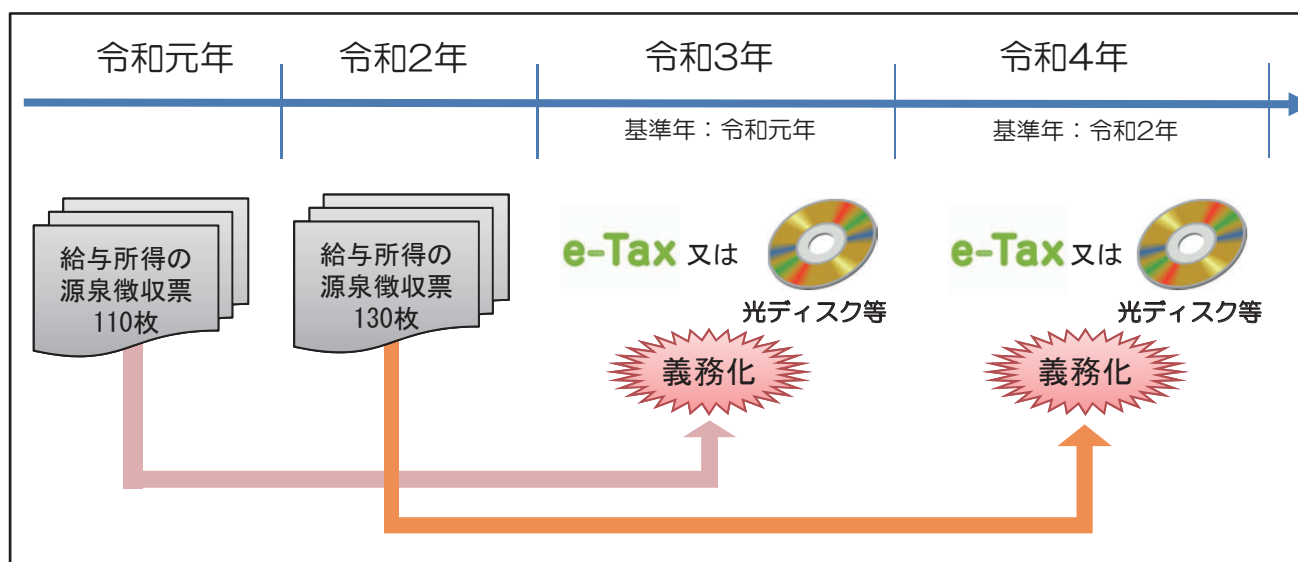 令和元年
令和2年
令和3年
令和4年
基準年：令和元年
基準年：令和2年
給与所得の
源泉徴収票
110枚
給与所得の
源泉徴収票
130枚
e-Tax 又は
光ディスク等
義務化
e-Tax 又は
光ディスク等
義務化